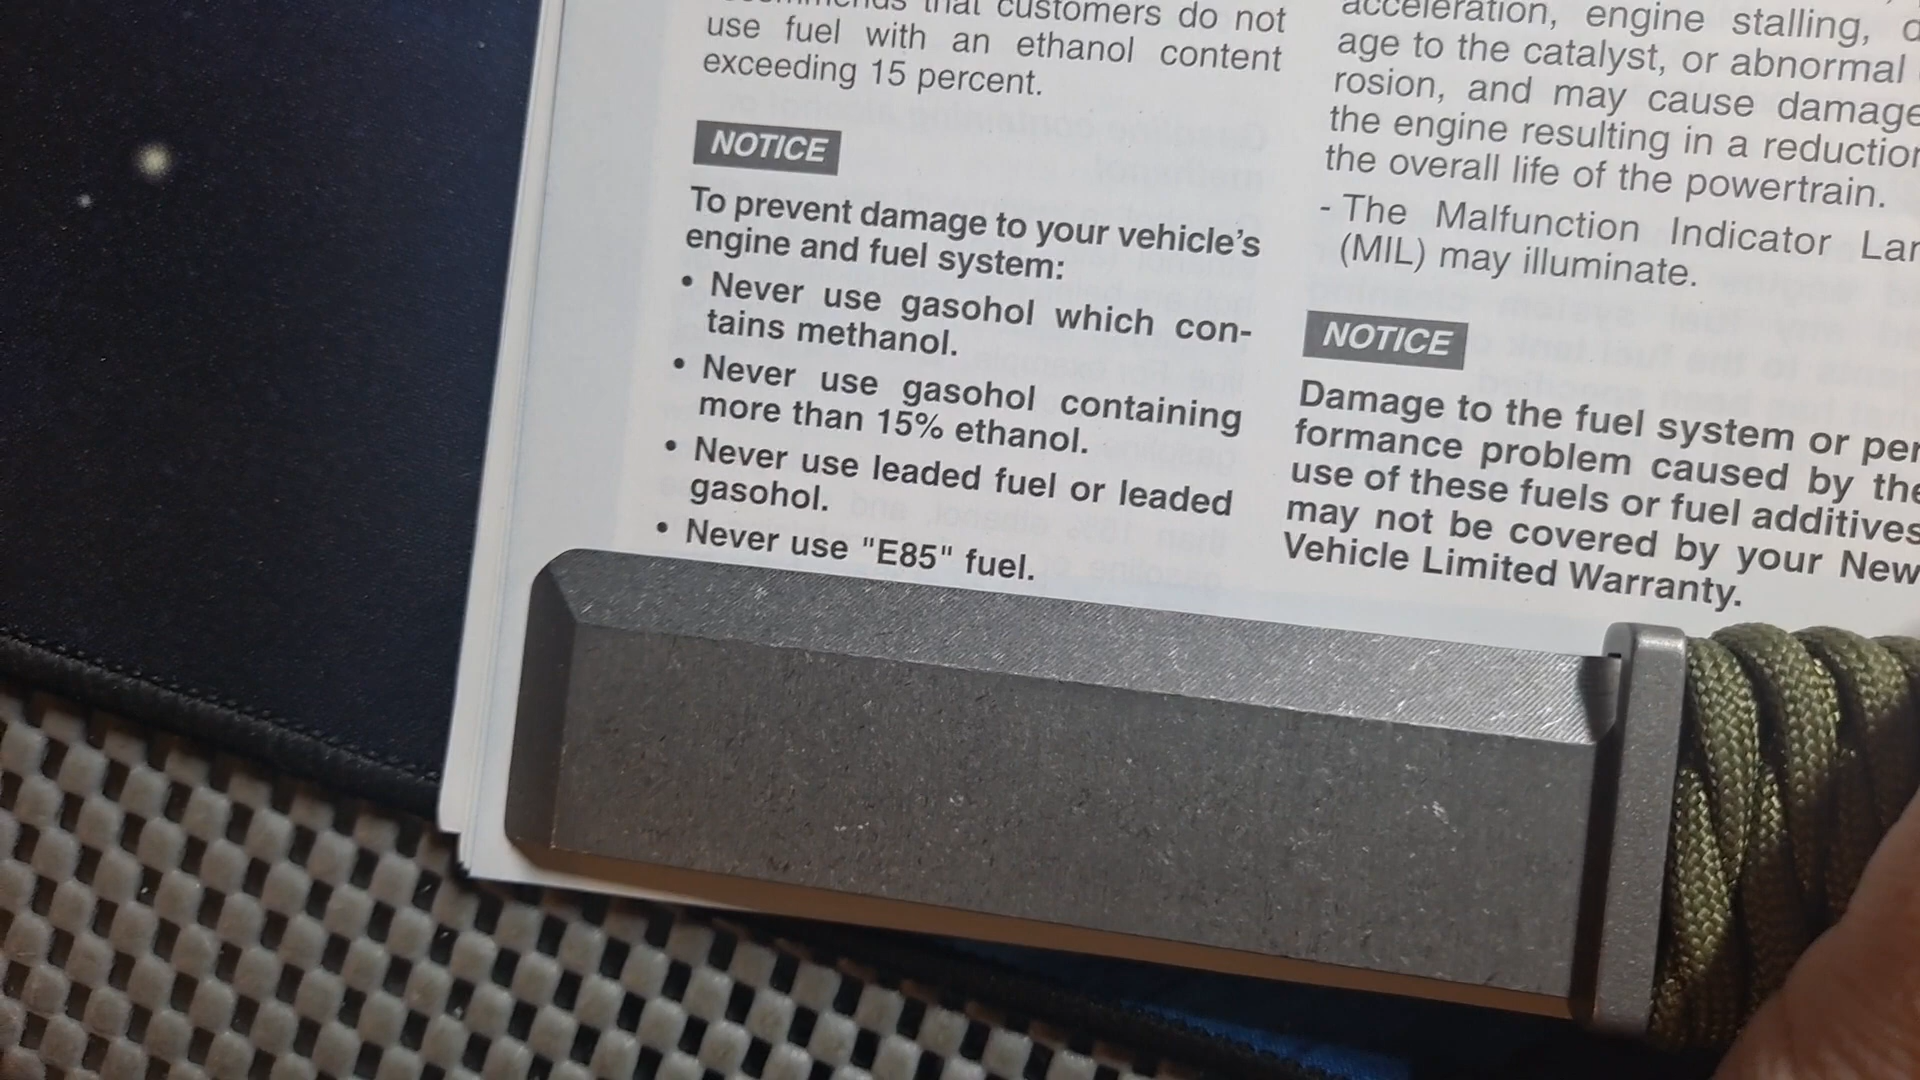 that customers do not
use fuel with an ethanol content
exceeding 15 percent.
NOTICE
To prevent damage to your vehicle's
engine and fuel system:
• Never use gasohol which con-
tains methanol.
• Never use gasohol containing
more than 15% ethanol.
• Never use leaded fuel or leaded
gasohol.
• Never use "E85" fuel.
acceleration, engine stalling,
age to the catalyst, or abnormal
rosion, and may cause damage
the engine resulting in a reduction
the overall life of the powertrain.
- The Malfunction Indicator
(MIL) may illuminate.
NOTICE
Damage to the fuel system or per
formance problem caused by the
use of these fuels or fuel additives
may not be covered by your New
Vehicle Limited Warranty.